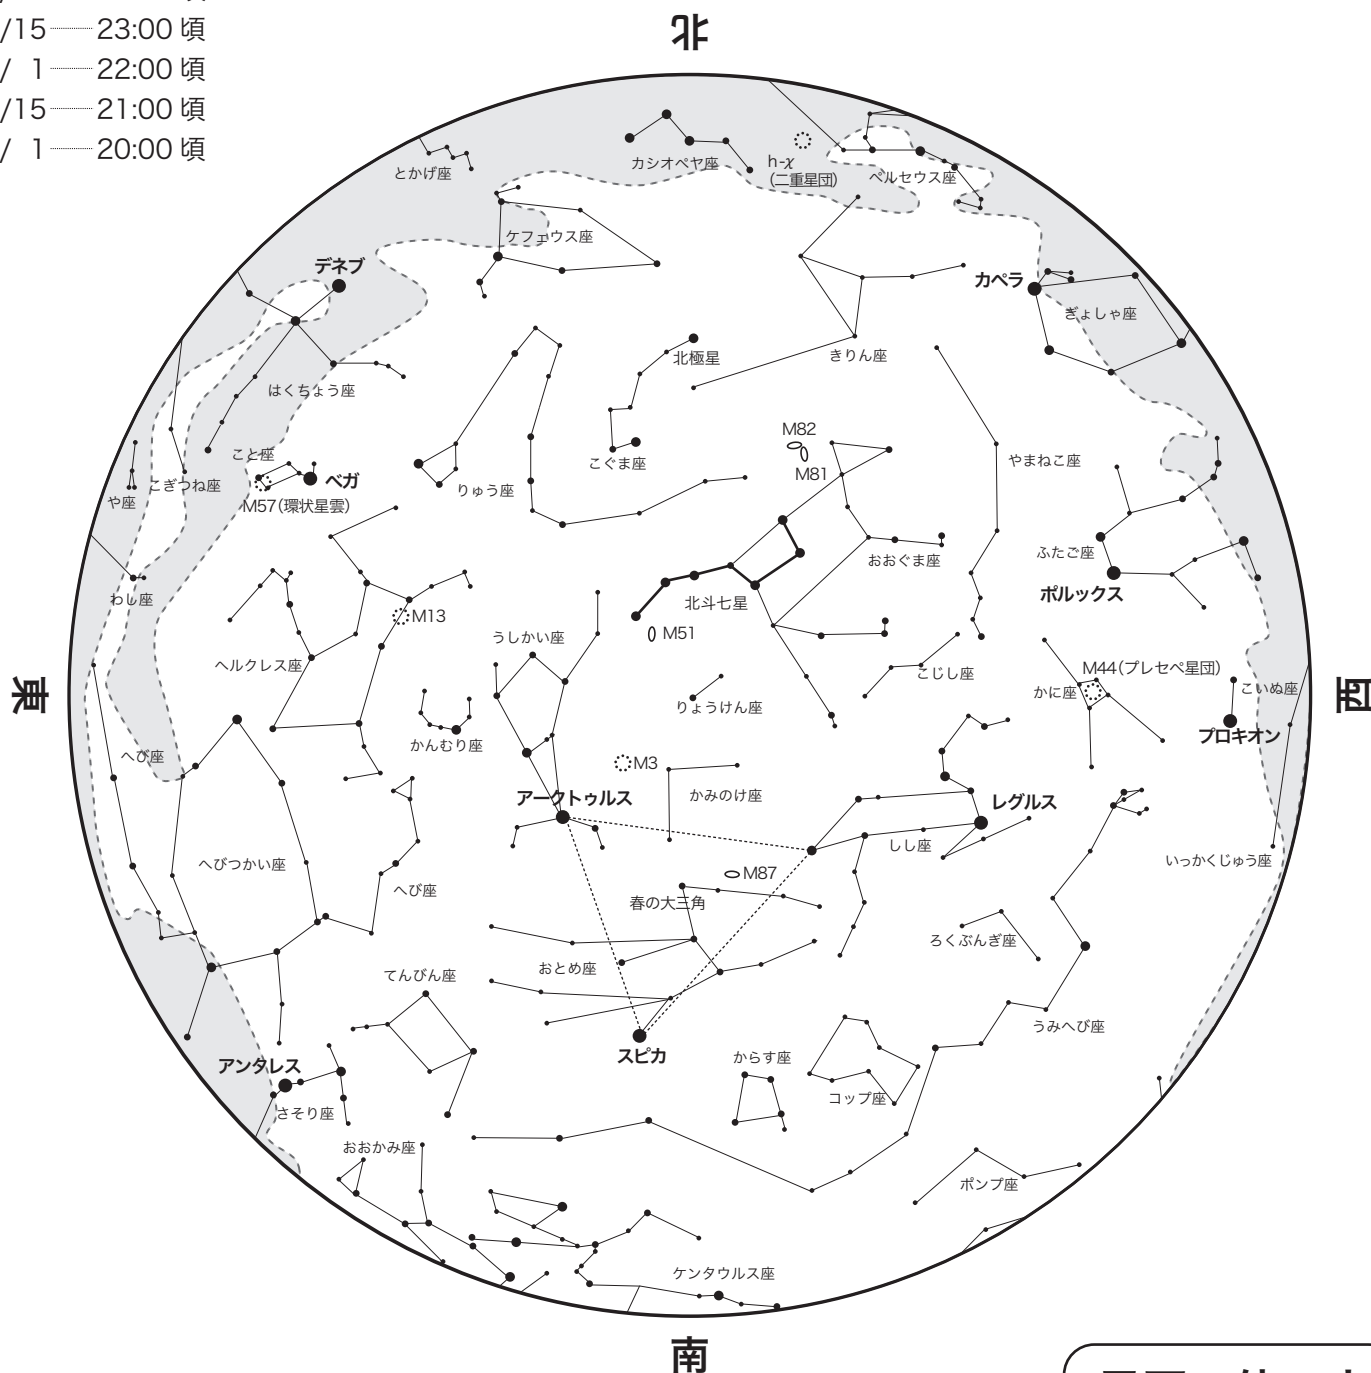 /15 23:00 頃
/ 1 22:00 頃
/15 21:00 頃
/ 1 20:00 頃
北
とかげ座
カシオペヤ座
h-χ
(二重星団)
ペルセウス座
ケフェウス座
デネブ
カペラ
ぎょしゃ座
北極星
きりん座
はくちょう座
M82
M81
こと座
ベガ
こぐま座
やまねこ座
こぎつね座
りゅう座
や座
M57(環状星雲)
おおぐま座
ふたご座
ポルックス
わし座
北斗七星
M13
M51
うしかい座
ヘルクレス座
こじし座
M44(プレセペ星団)
かに座
こいぬ座
東
西
りょうけん座
プロキオン
かんむり座
へび座
M3
アークトゥルス
かみのけ座
レグルス
しし座
へびつかい座
いっかくじゅう座
M87
へび座
春の大三角
おとめ座
ろくぶんぎ座
てんびん座
うみへび座
スピカ
からす座
アンタレス
コップ座
さそり座
おおかみ座
ポンプ座
ケンタウルス座
南